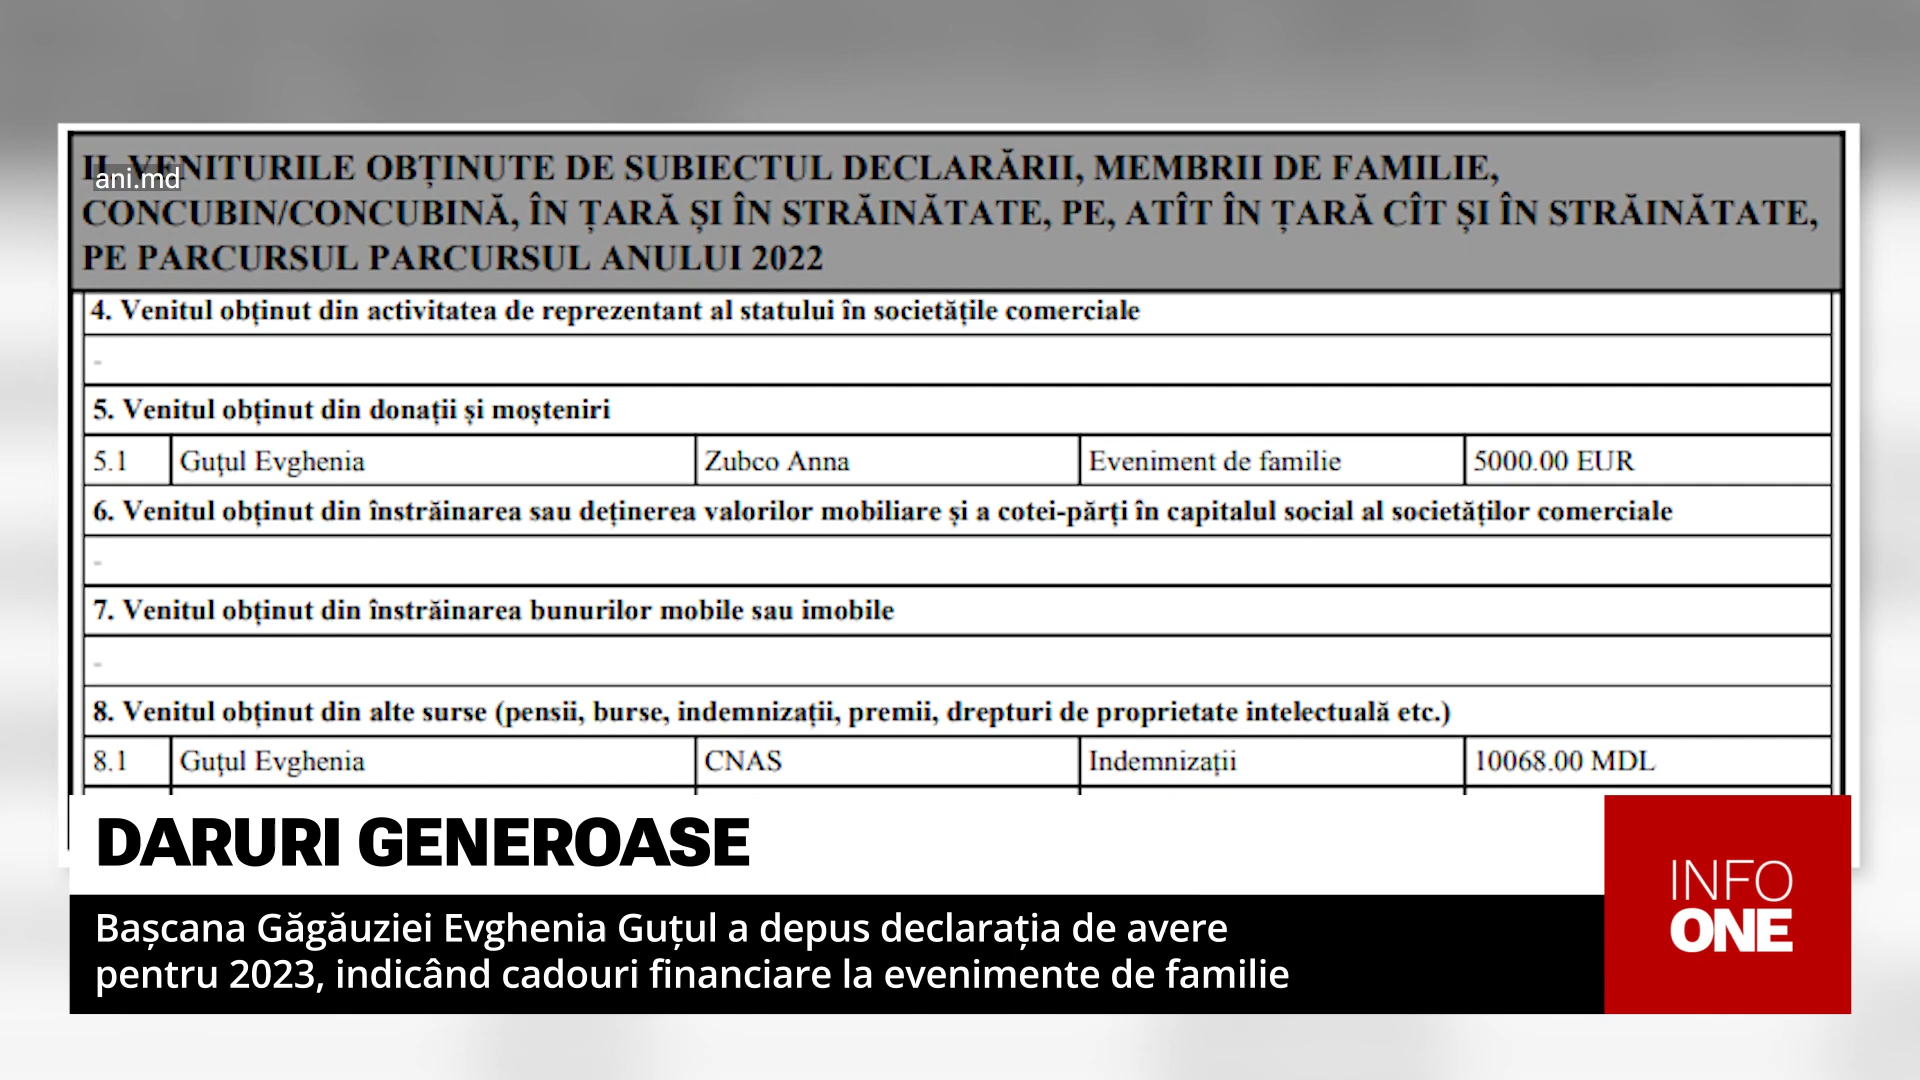 II. VENITURILE OBȚINUTE DE SUBIECTUL DECLARĂRII, MEMBRII DE FAMILIE,
ani.md
CONCUBIN/CONCUBINĂ, ÎN ȚARĂ ȘI ÎN STRĂINĂTATE, PE, ATÎT ÎN ȚARĂ CÎT ȘI ÎN STRĂINĂTATE,
PE PARCURSUL PARCURSUL ANULUI 2022
4. Venitul obținut din activitatea de reprezentant al statului în societățile comerciale
-
5. Venitul obținut din donații și moșteniri
5.1 Guțul Evghenia Zubco Anna Eveniment de familie 5000.00 EUR
6. Venitul obținut din înstrăinarea sau deținerea valorilor mobiliare și a cotei-părți în capitalul social al societăților comerciale
-
7. Venitul obținut din înstrăinarea bunurilor mobile sau imobile
-
8. Venitul obținut din alte surse (pensii, burse, indemnizații, premii, drepturi de proprietate intelectuală etc.)
8.1 Guțul Evghenia CNAS Indemnizații 10068.00 MDL
DARURI GENEROASE
Bașcana Găgăuziei Evghenia Guțul a depus declarația de avere
pentru 2023, indicând cadouri financiare la evenimente de familie
INFO
ONE